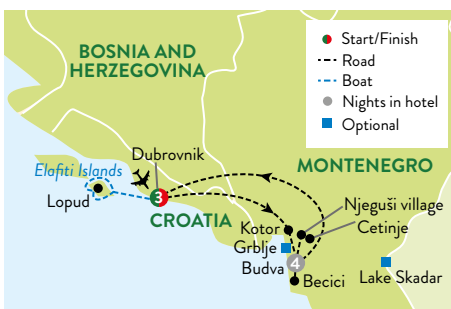 BOSNIA AND
HERZEGOVINA
Start/Finish
Road
Boat
Nights in hotel
Optional
Dubrovnik
Elafiti Islands
Lopud
3
CROATIA
MONTENEGRO
Njeguši village
Cetinje
Kotor
Grblje
Budva
4
Becici
Lake Skadar